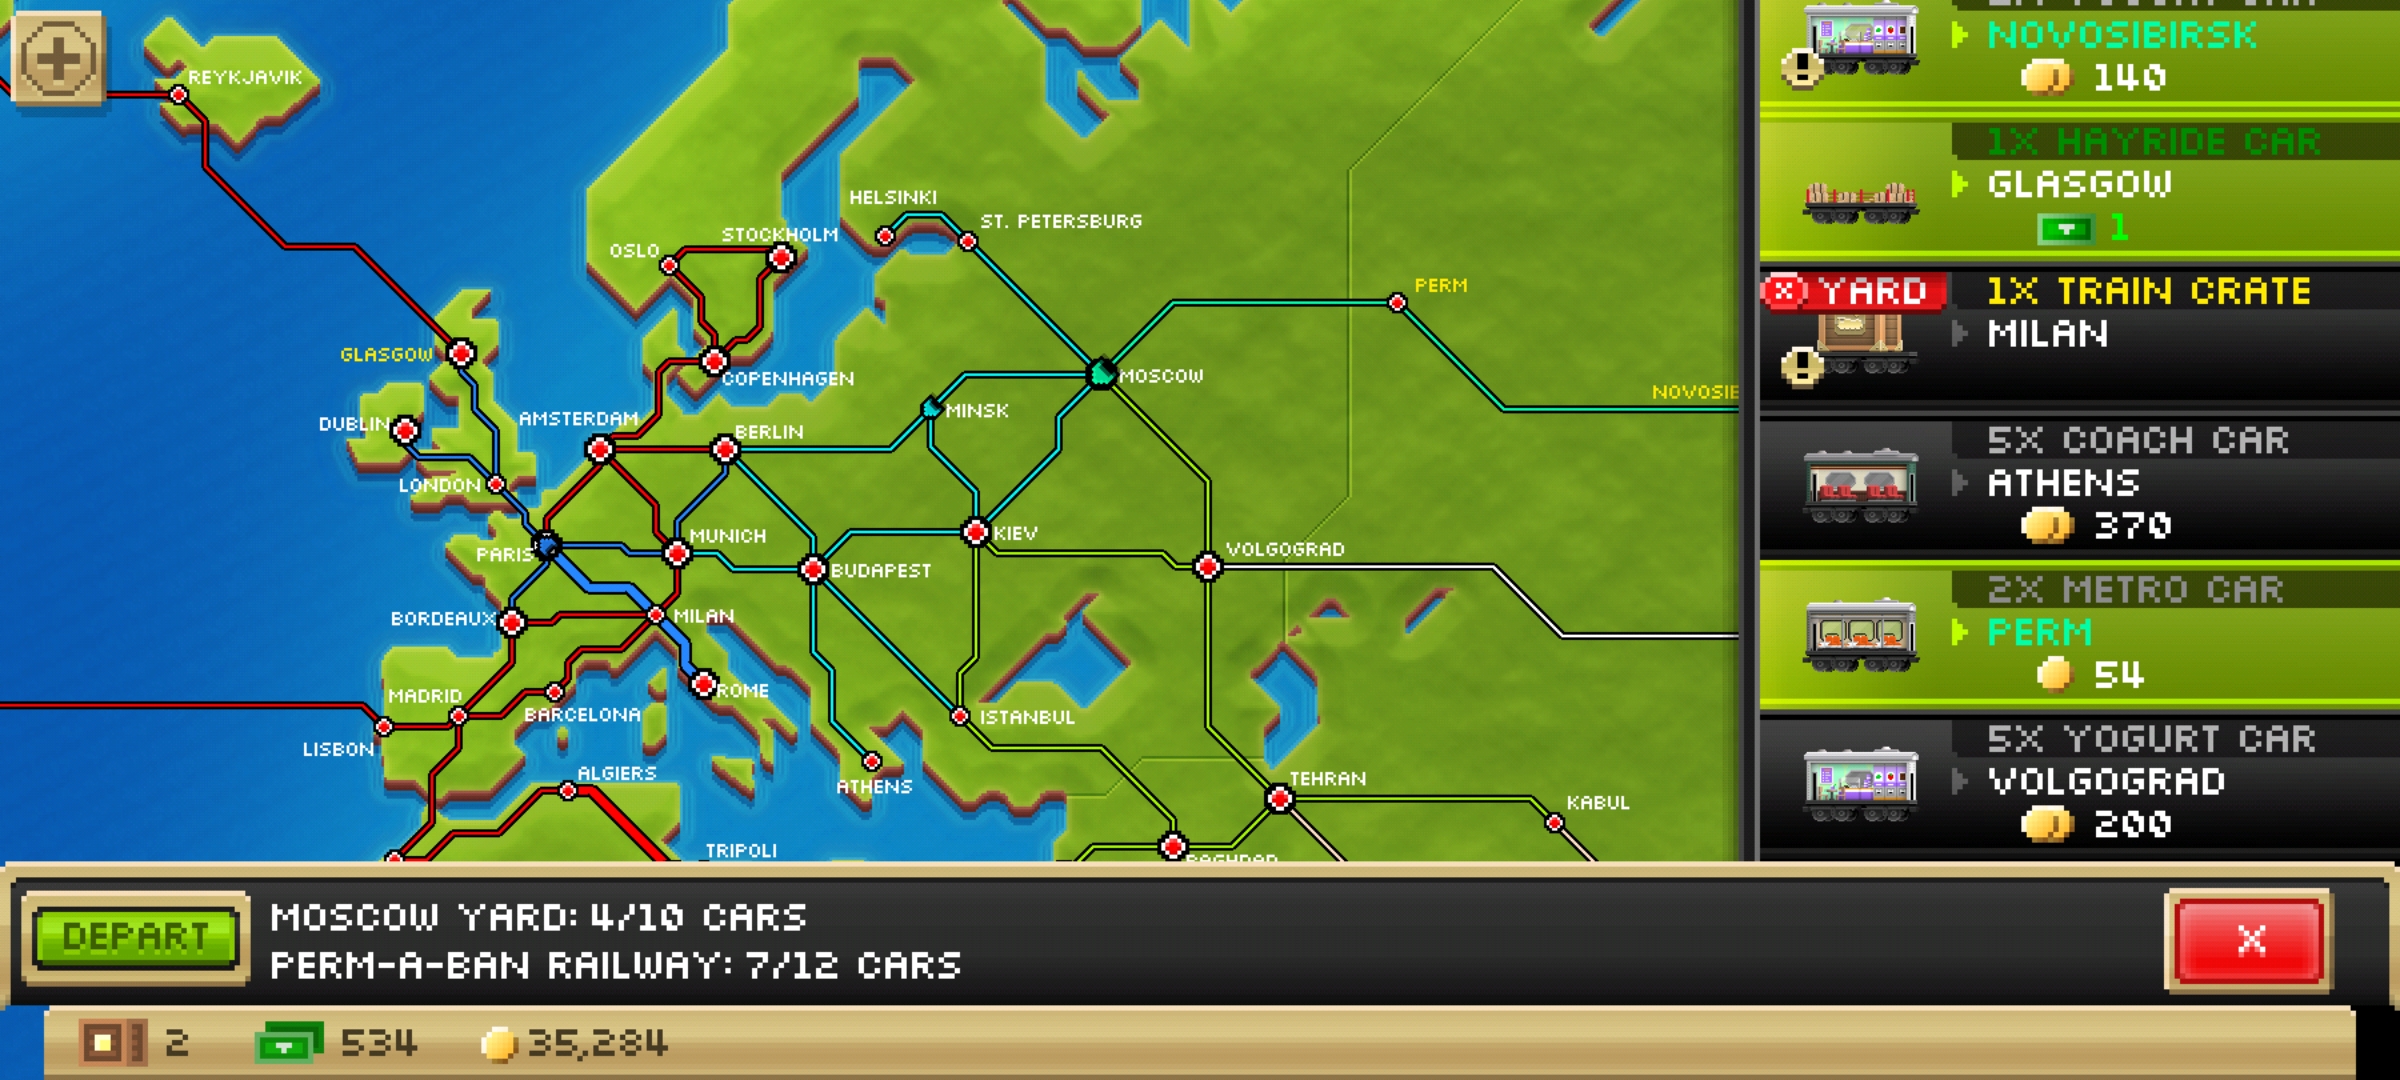 REYKJAVIK
HELSINKI
ST. PETERSBURG
STOCKHOLM
OSLO
PERM
GLASGOW
COPENHAGEN
MOSCOW
NOVOSIB
MINSK
AMSTERDAM
DUBLIN
BERLIN
LONDON
MUNICH
KIEV
PARIS
VOLGOGRAD
BUDAPEST
BORDEAUX
MILAN
MADRID
ROME
BARCELONA
ISTANBUL
LISBON
ALGIERS
ATHENS
TEHRAN
KABUL
TRIPOLI
BAGHDAD
NOVOSIBIRSK
140
1X HAYRIDE CAR
GLASGOW
1
YARD
1X TRAIN CRATE
MILAN
5X COACH CAR
ATHENS
370
2X METRO CAR
PERM
54
5X YOGURT CAR
VOLGOGRAD
200
DEPART
MOSCOW YARD: 4/10 CARS
PERM-A-BAN RAILWAY: 7/12 CARS
X
2
534
35,284